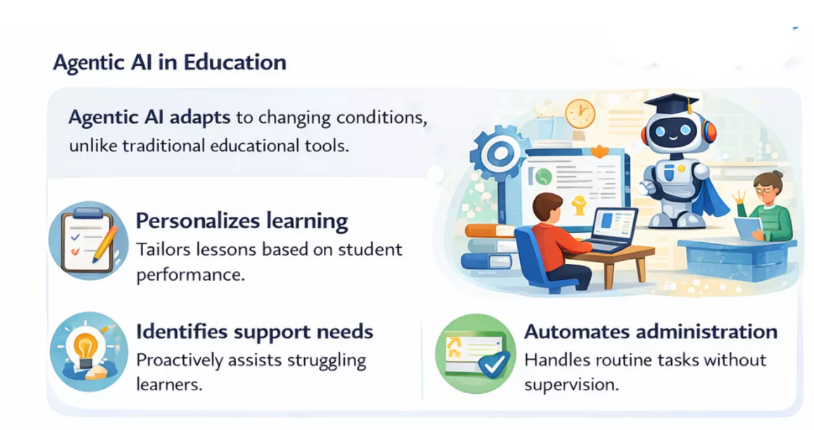 Agentic AI in Education
Agentic AI adapts to changing conditions,
unlike traditional educational tools.
Personalizes learning
Tailors lessons based on student
performance.
Identifies support needs
Proactively assists struggling
learners.
Automates administration
Handles routine tasks without
supervision.